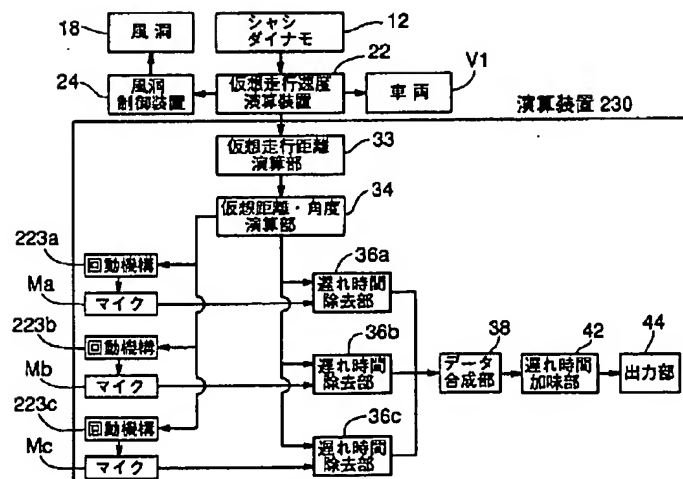 18
風洞
シャシ
ダイナモ
12
24
風洞
制御装置
22
仮想走行速度
演算装置
V1
車両
演算装置230
33
仮想走行距離
演算部
34
仮想距離・角度
演算部
223a
回動機構
Ma
マイク
36a
遅れ時間
除去部
223b
回動機構
Mb
マイク
36b
遅れ時間
除去部
38
データ
合成部
42
遅れ時間
加味部
44
出力部
223c
回動機構
Mc
マイク
36c
遅れ時間
除去部